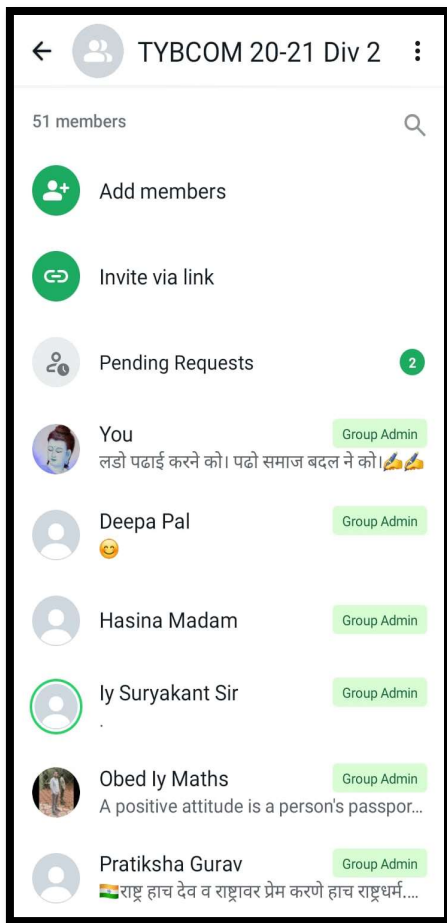 TYBCOM 20-21 Div 2
51 members
Add members
Invite via link
Pending Requests 2
You Group Admin
लडो पढाई करने को। पढो समाज बदल ने को।✍️✍️
Deepa Pal Group Admin
😊
Hasina Madam Group Admin
Iy Suryakant Sir Group Admin
.
Obed Iy Maths Group Admin
A positive attitude is a person's passpor...
Pratiksha Gurav Group Admin
🇮🇳राष्ट्र हाच देव व राष्ट्रावर प्रेम करणे हाच राष्ट्रधर्म....